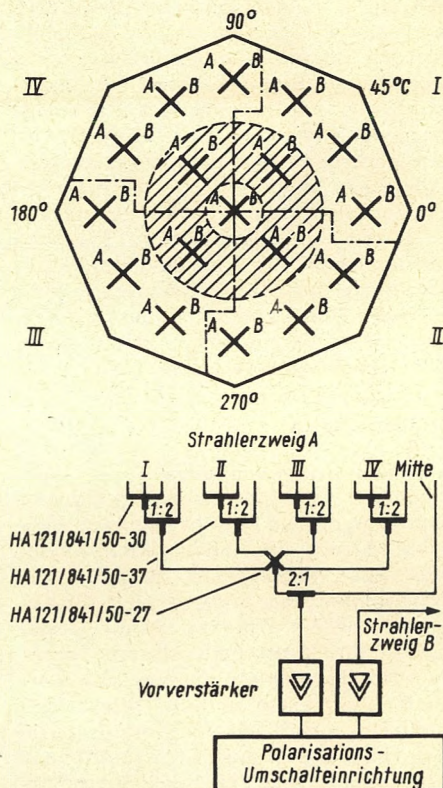 90°
IV
45°C
I
A B
A B
A B
A B
A B
A B
A B
180°
A B
A B
A B
0°
A B
A B
A B
A B
III
A B
A B
A B
II
270°
Strahlerzweig A
I II III IV Mitte
1:2 1:2 1:2 1:2
HA121/841/50-30
HA121/841/50-37
HA121/841/50-27
2:1
Strahler-
zweig B
Vorverstärker
Polarisations -
Umschalteinrichtung